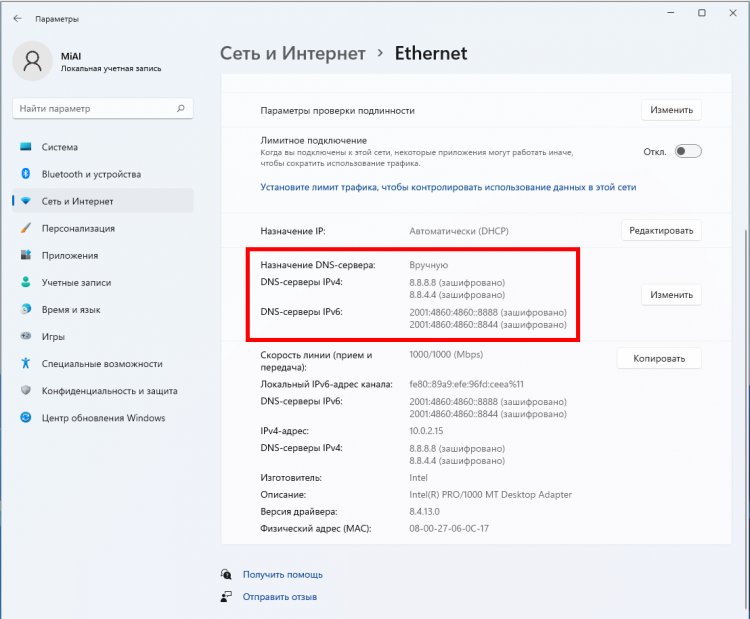 Параметры
MiAl
Локальная учетная запись
Найти параметр
Система
Bluetooth и устройства
Сеть и Интернет
Персонализация
Приложения
Учетные записи
Время и язык
Игры
Специальные возможности
Конфиденциальность и защита
Центр обновления Windows
Сеть и Интернет › Ethernet
Параметры проверки подлинности
Изменить
Лимитное подключение
Когда вы подключены к этой сети, некоторые приложения могут работать иначе,
чтобы сократить использование трафика.
Откл.
Установите лимит трафика, чтобы контролировать использование данных в этой сети
Назначение IP: Автоматически (DHCP)
Редактировать
Назначение DNS-сервера: Вручную
DNS-серверы IPv4: 8.8.8.8 (зашифровано)
8.8.4.4 (зашифровано)
DNS-серверы IPv6: 2001:4860:4860::8888 (зашифровано)
2001:4860:4860::8844 (зашифровано)
Изменить
Скорость линии (прием и 1000/1000 (Mbps)
передача):
Копировать
Локальный IPv6-адрес канала: fe80::89a9:efe:96fd:ceea%11
DNS-серверы IPv6: 2001:4860:4860::8888 (зашифровано)
2001:4860:4860::8844 (зашифровано)
IPv4-адрес: 10.0.2.15
DNS-серверы IPv4: 8.8.8.8 (зашифровано)
8.8.4.4 (зашифровано)
Изготовитель: Intel
Описание: Intel(R) PRO/1000 MT Desktop Adapter
Версия драйвера: 8.4.13.0
Физический адрес (MAC): 08-00-27-06-0C-17
Получить помощь
Отправить отзыв